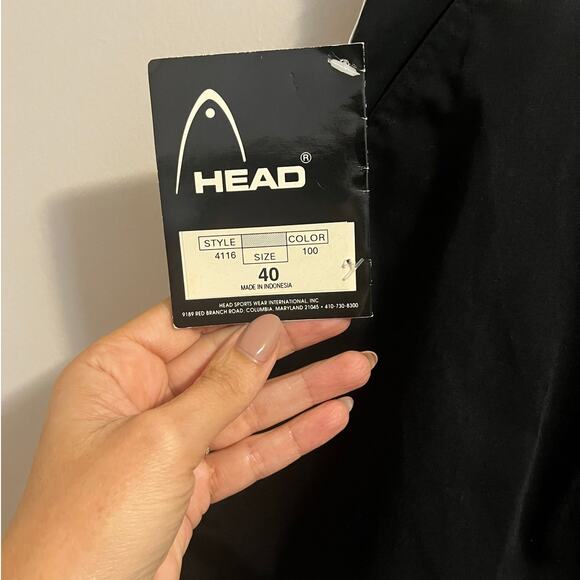 HEAD®
STYLE COLOR
4116 SIZE 100
40
MADE IN INDONESIA
HEAD SPORTS WEAR INTERNATIONAL, INC
9189 RED BRANCH ROAD, COLUMBIA, MARYLAND 21045 • 410-730-8300